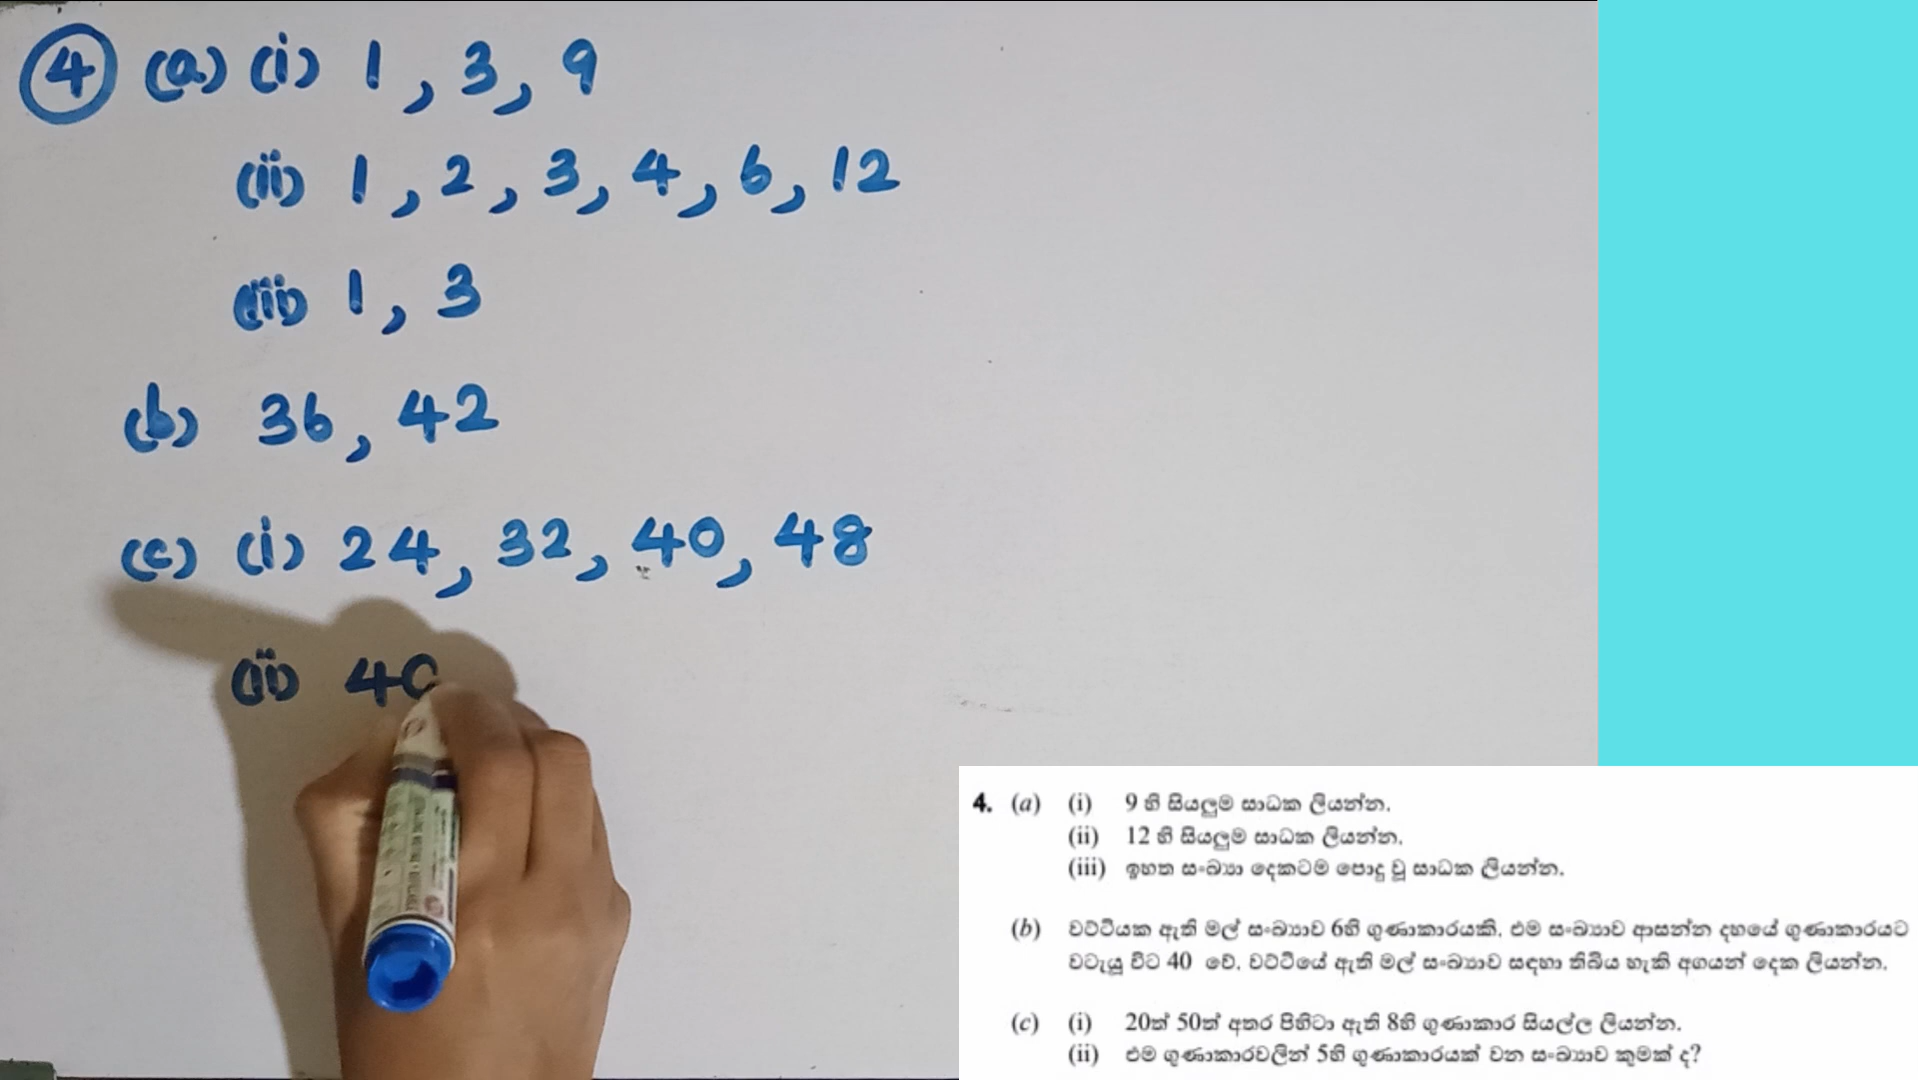 4 (a) (i) 1, 3, 9
(ii) 1, 2, 3, 4, 6, 12
(iii) 1, 3
(b) 36, 42
(c) (i) 24, 32, 40, 48
(ii) 40
4. (a) (i) 9 හි සියලුම සාධක ලියන්න.
(ii) 12 හි සියලුම සාධක ලියන්න.
(iii) ඉහත සංඛ්‍යා දෙකටම පොදු වූ සාධක ලියන්න.
(b) වට්ටියක ඇති මල් සංඛ්‍යාව 6හි ගුණාකාරයකි. එම සංඛ්‍යාව ආසන්න දහයේ ගුණාකාරයට
වටැයූ විට 40 වේ. වට්ටියේ ඇති මල් සංඛ්‍යාව සඳහා තිබිය හැකි අගයන් දෙක ලියන්න.
(c) (i) 20ත් 50ත් අතර පිහිටා ඇති 8හි ගුණාකාර සියල්ල ලියන්න.
(ii) එම ගුණාකාරවලින් 5හි ගුණාකාරයක් වන සංඛ්‍යාව කුමක් ද?